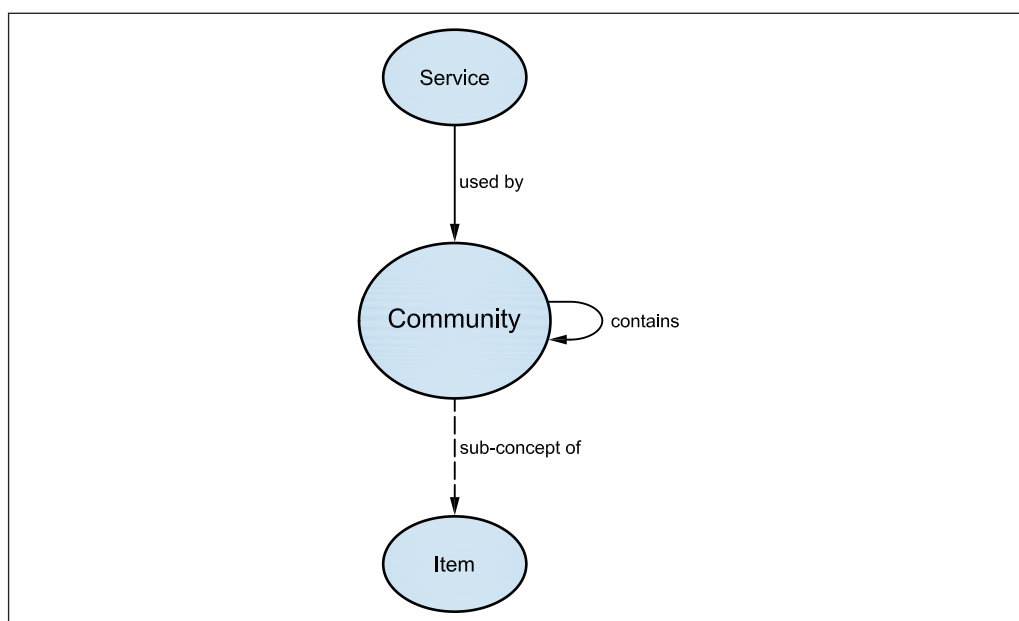 Service
used by
Community
contains
sub-concept of
Item